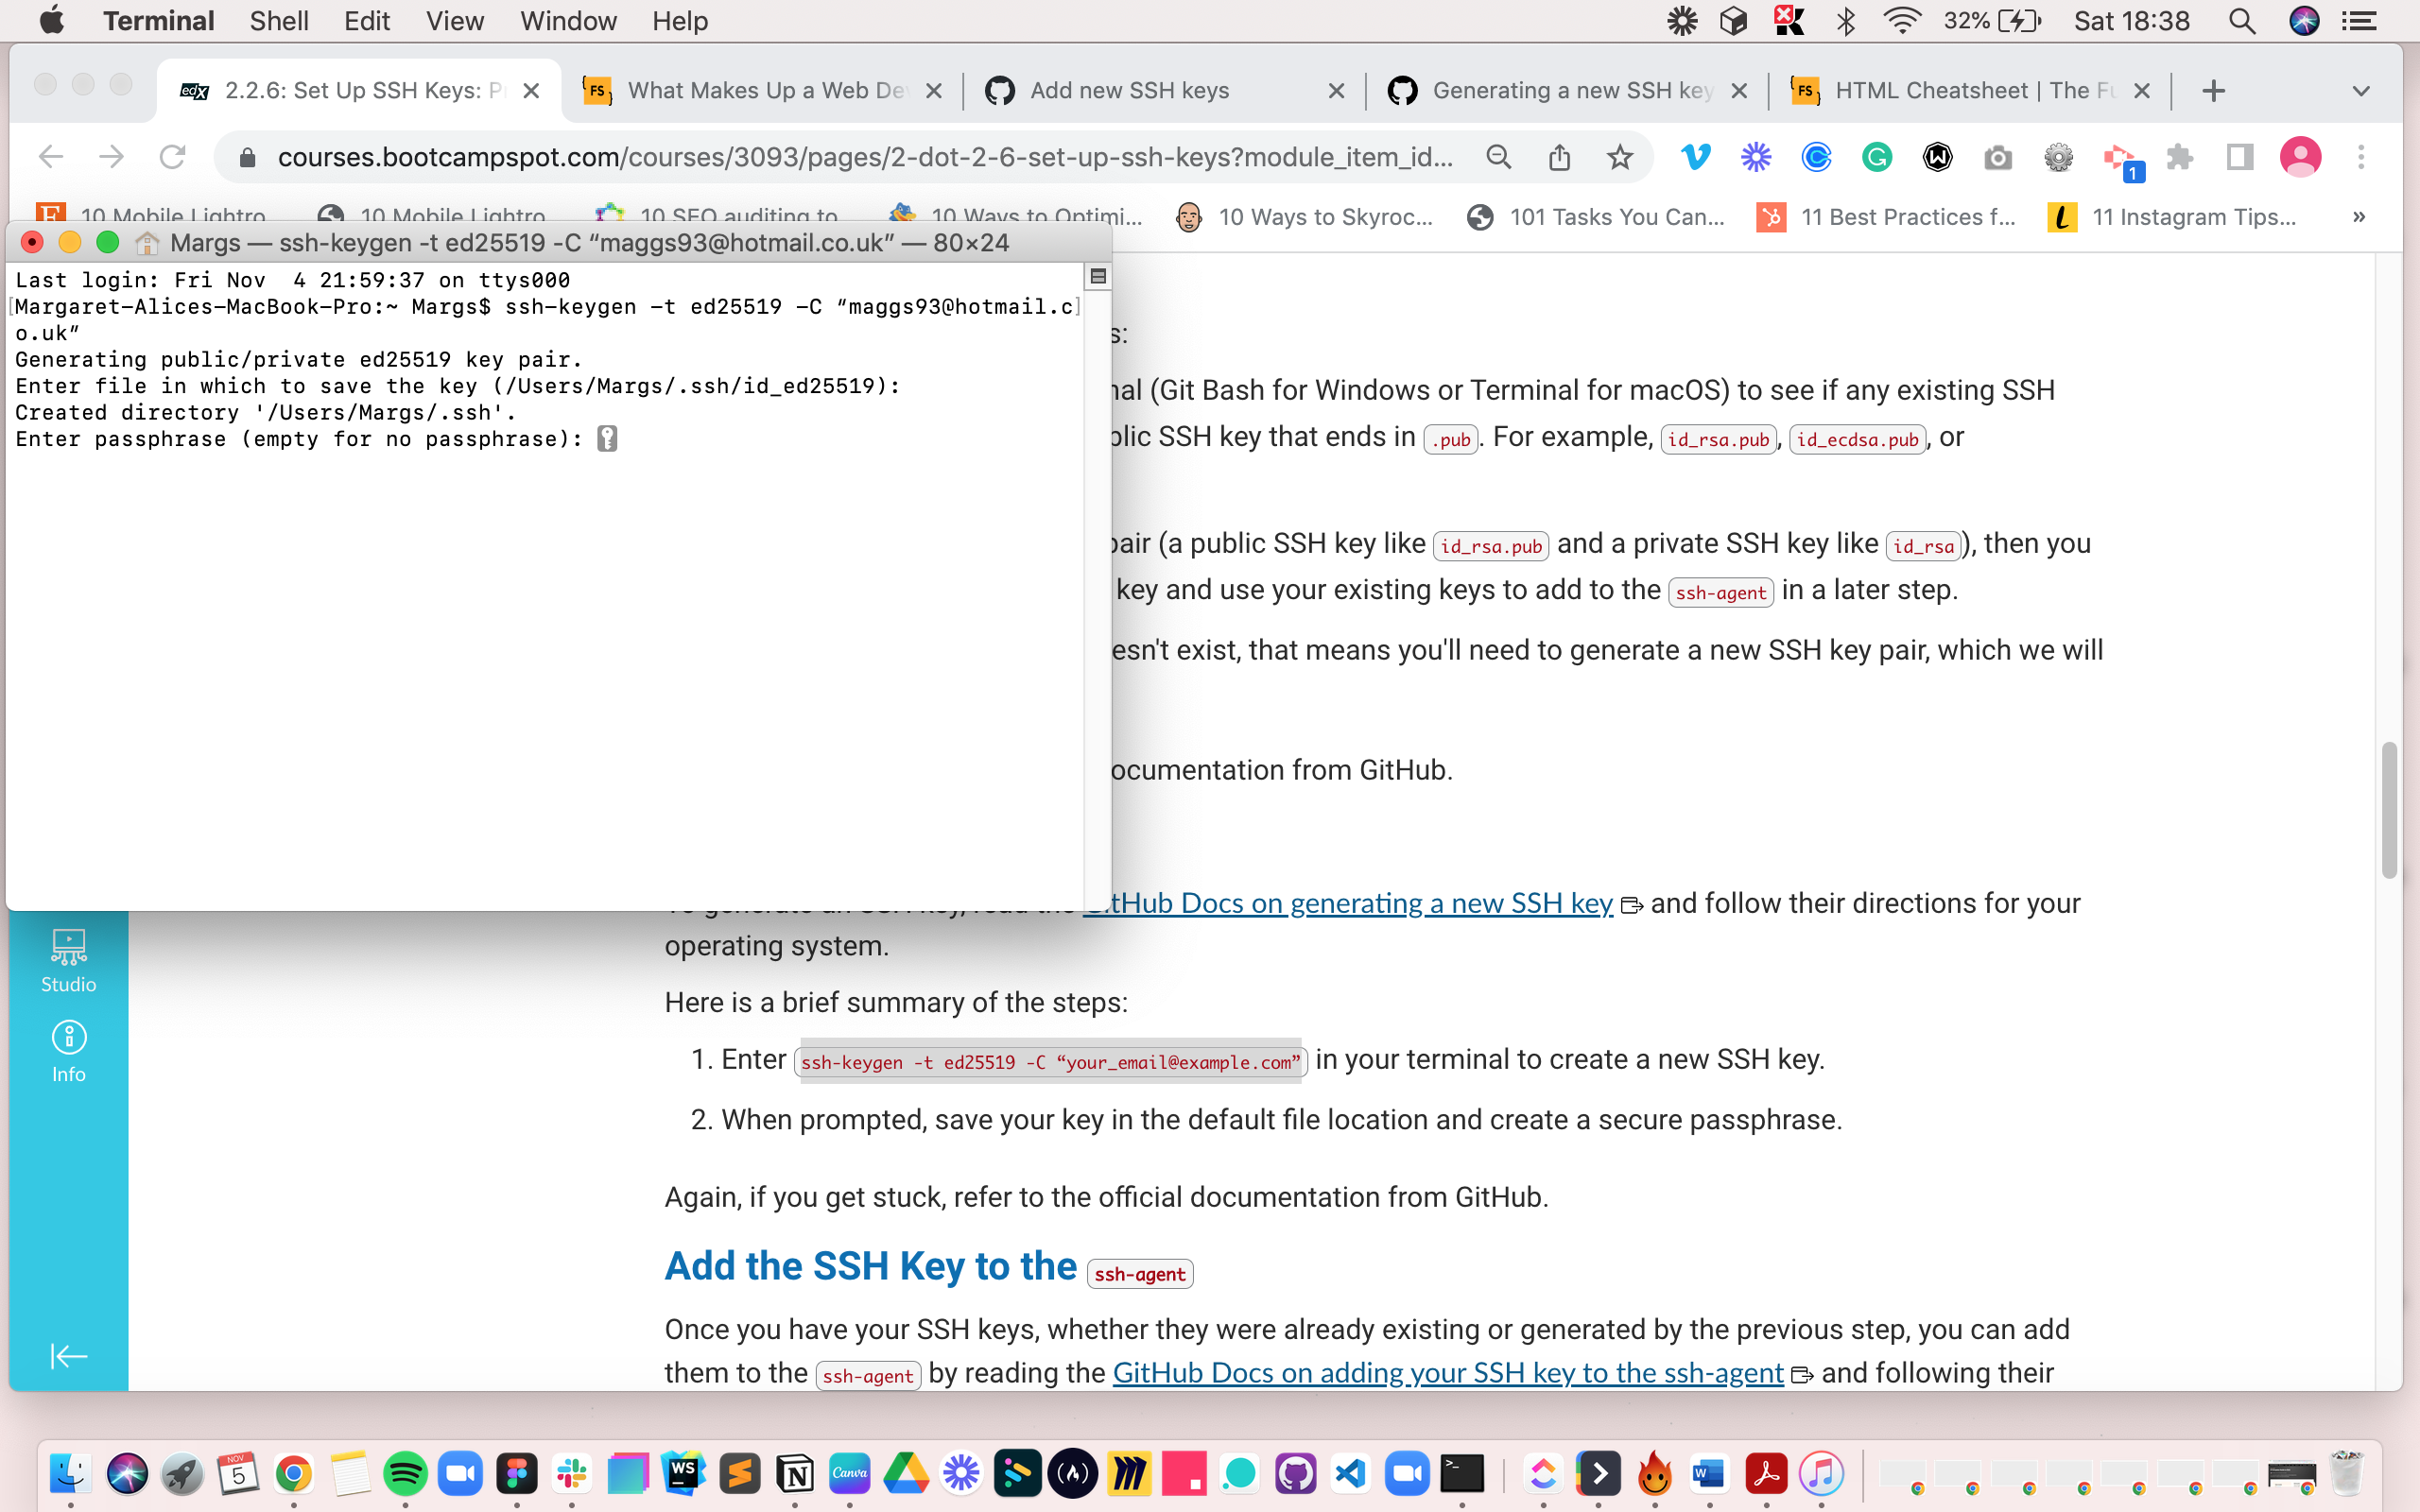 Terminal Shell Edit View Window Help 32% Sat 18:38
edX 2.2.6: Set Up SSH Keys: P
What Makes Up a Web De
Add new SSH keys
Generating a new SSH key
HTML Cheatsheet | The Fu
courses.bootcampspot.com/courses/3093/pages/2-dot-2-6-set-up-ssh-keys?module_item_id... 1
10 Mobile Lightro 10 Mobile Lightro 10 SEO auditing to 10 Ways to Optimi... 10 Ways to Skyroc... 101 Tasks You Can... 11 Best Practices f... 11 Instagram Tips... »
Margs — ssh-keygen -t ed25519 -C “maggs93@hotmail.co.uk” — 80×24
Last login: Fri Nov  4 21:59:37 on ttys000
[Margaret-Alices-MacBook-Pro:~ Margs$ ssh-keygen -t ed25519 -C “maggs93@hotmail.c]
o.uk”
Generating public/private ed25519 key pair.
Enter file in which to save the key (/Users/Margs/.ssh/id_ed25519):
Created directory '/Users/Margs/.ssh'.
Enter passphrase (empty for no passphrase):
s:
nal (Git Bash for Windows or Terminal for macOS) to see if any existing SSH
blic SSH key that ends in .pub. For example, id_rsa.pub, id_ecdsa.pub, or
pair (a public SSH key like id_rsa.pub and a private SSH key like id_rsa), then you
key and use your existing keys to add to the ssh-agent in a later step.
esn't exist, that means you'll need to generate a new SSH key pair, which we will
ocumentation from GitHub.
To generate an SSH key, read the GitHub Docs on generating a new SSH key and follow their directions for your
operating system.
Here is a brief summary of the steps:
1. Enter ssh-keygen -t ed25519 -C “your_email@example.com” in your terminal to create a new SSH key.
2. When prompted, save your key in the default file location and create a secure passphrase.
Again, if you get stuck, refer to the official documentation from GitHub.
Add the SSH Key to the ssh-agent
Once you have your SSH keys, whether they were already existing or generated by the previous step, you can add
them to the ssh-agent by reading the GitHub Docs on adding your SSH key to the ssh-agent and following their
Studio
Info
NOV
5
WS
Canva